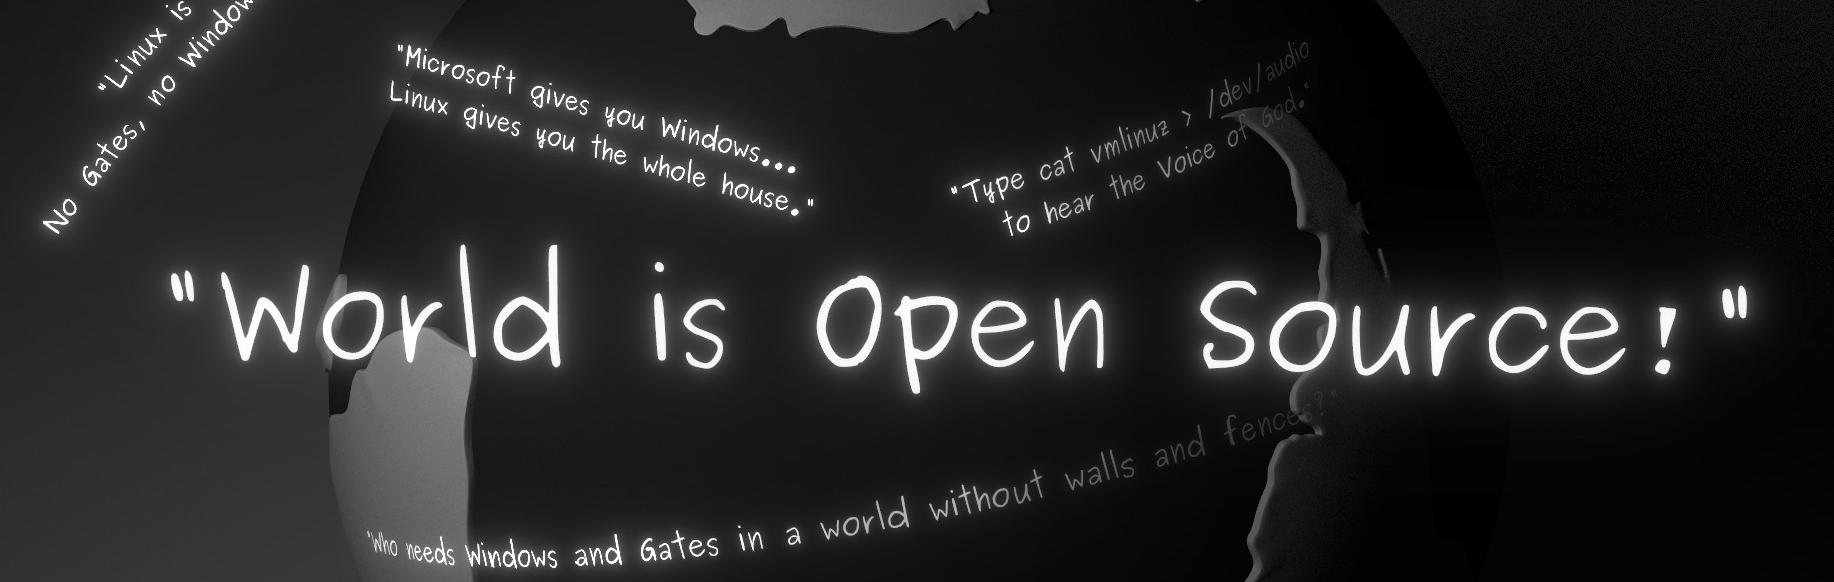 "Linux is
No Gates, no Window
"Microsoft gives you Windows...
Linux gives you the whole house."
"Type cat vmlinuz > /dev/audio
to hear the Voice of God."
"World is Open Source!"
"Who needs Windows and Gates in a world without walls and fences?"